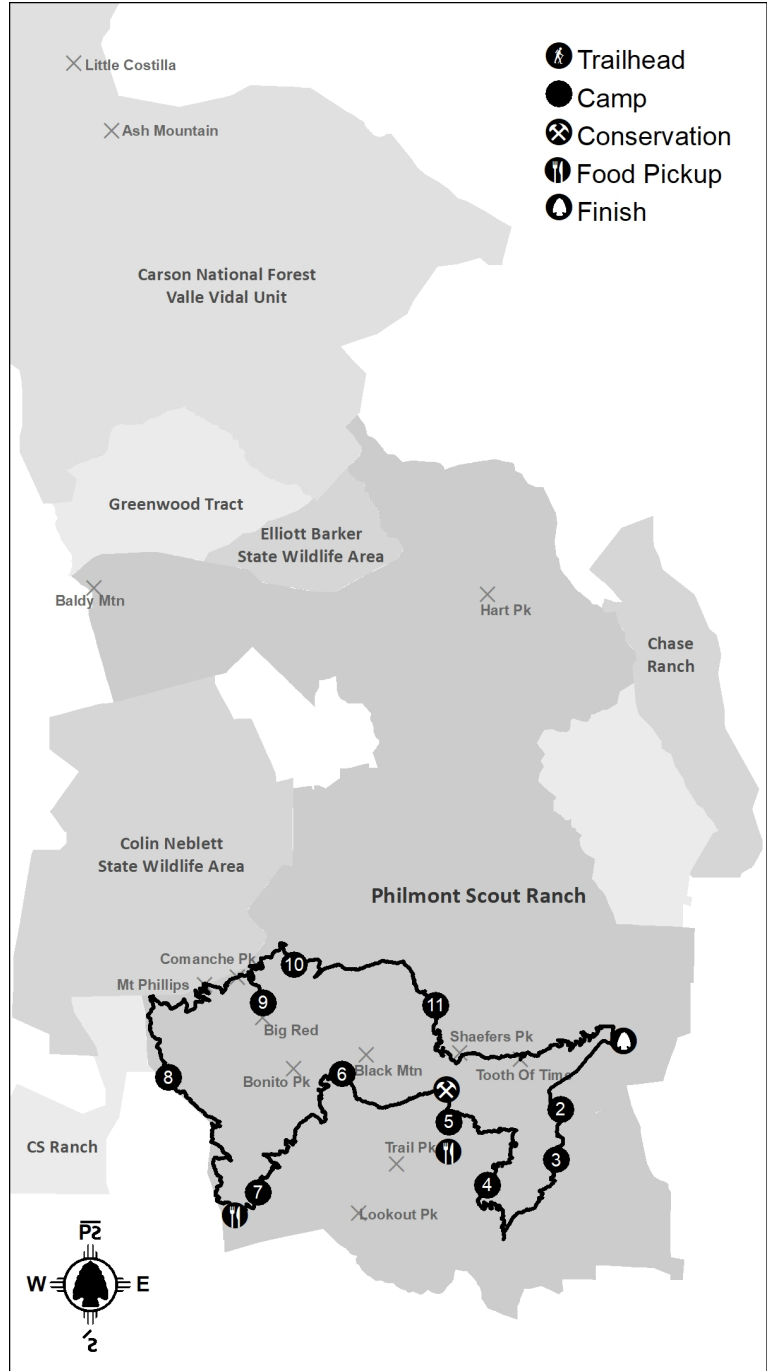 Little Costilla
Ash Mountain
Trailhead
Camp
Conservation
Food Pickup
Finish
Carson National Forest
Valle Vidal Unit
Greenwood Tract
Elliott Barker
State Wildlife Area
Baldy Mtn
Hart Pk
Chase
Ranch
Colin Neblett
State Wildlife Area
Philmont Scout Ranch
Comanche Pk
Mt Phillips
10
9
11
Big Red
Shaefers Pk
Tooth Of Time
Black Mtn
Bonito Pk
6
8
2
5
CS Ranch
Trail Pk
3
4
7
Lookout Pk
W E